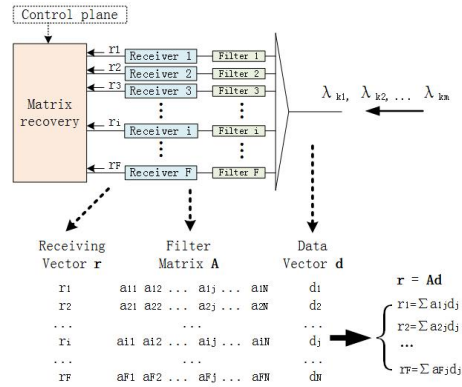 Control plane
Matrix recovery
r1 Receiver 1 Filter 1
r2 Receiver 2 Filter 2
r3 Receiver 3 Filter 3
ri Receiver i Filter i
rF Receiver F Filter F
λk1, λk2, ... λkm
Receiving Vector r
Filter Matrix A
Data Vector d
r1 a11 a12 ... a1j ... a1N d1
r2 a21 a22 ... a2j ... a2N d2
... ... ...
ri ai1 ai2 ... aij ... aiN dj
... ... ...
rF aF1 aF2 ... aFj ... aFN dN
r = Ad
r1=∑a1jdj
r2=∑a2jdj
...
rF=∑aFjdj